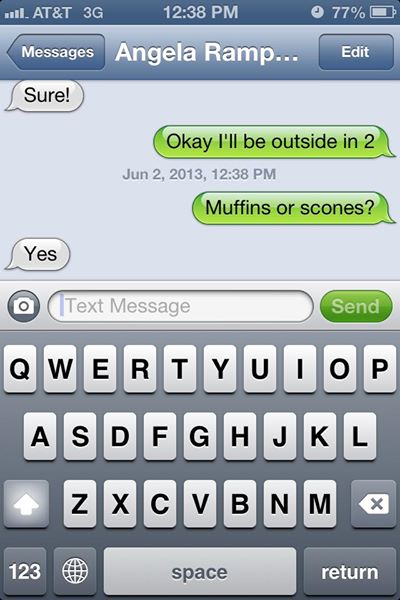 AT&T 3G 12:38 PM 77%
Messages Angela Ramp... Edit
Sure!
Okay I'll be outside in 2
Jun 2, 2013, 12:38 PM
Muffins or scones?
Yes
Text Message Send
Q W E R T Y U I O P
A S D F G H J K L
Z X C V B N M
123 space return